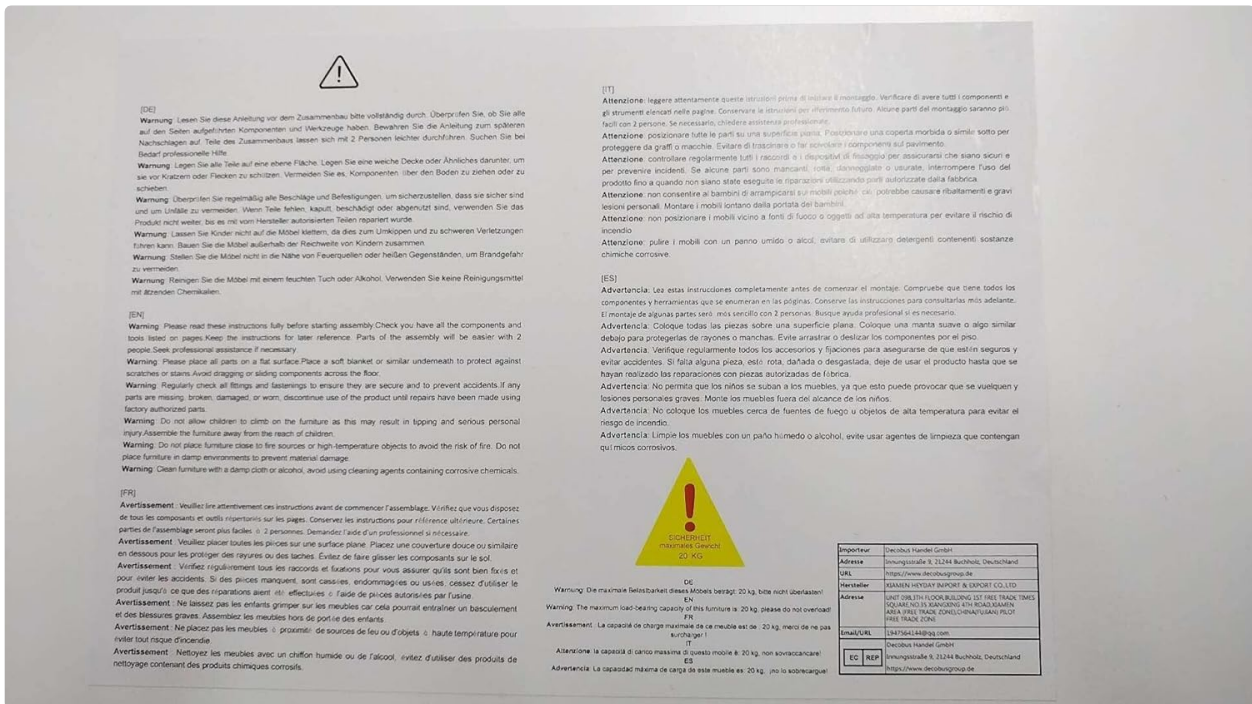 [DE]
Warnung: Lesen Sie diese Anleitung vor dem Zusammenbau bitte vollständig durch. Überprüfen Sie, ob Sie alle
auf den Seiten aufgeführten Komponenten und Werkzeuge haben. Bewahren Sie die Anleitung zum späteren
Nachschlagen auf. Teile des Zusammenbaus lassen sich mit 2 Personen leichter durchführen. Suchen Sie bei
Bedarf professionelle Hilfe
Warnung: Legen Sie alle Teile auf eine ebene Fläche. Legen Sie eine weiche Decke oder Ähnliches darunter, um
sie vor Kratzern oder Flecken zu schützen. Vermeiden Sie es, Komponenten über den Boden zu ziehen oder zu
schieben.
Warnung: Überprüfen Sie regelmäßig alle Beschläge und Befestigungen, um sicherzustellen, dass sie sicher sind
und um Unfälle zu vermeiden. Wenn Teile fehlen, kaputt, beschädigt oder abgenutzt sind, verwenden Sie das
Produkt nicht weiter, bis es mit vom Hersteller autorisierten Teilen repariert wurde.
Warnung: Lassen Sie Kinder nicht auf die Möbel klettern, da dies zum Umkippen und zu schweren Verletzungen
führen kann. Bauen Sie die Möbel außerhalb der Reichweite von Kindern zusammen.
Warnung: Stellen Sie die Möbel nicht in die Nähe von Feuerquellen oder heißen Gegenständen, um Brandgefahr
zu vermeiden.
Warnung: Reinigen Sie die Möbel mit einem feuchten Tuch oder Alkohol. Verwenden Sie keine Reinigungsmittel
mit ätzenden Chemikalien.
[EN]
Warning: Please read these instructions fully before starting assembly.Check you have all the components and
tools listed on pages.Keep the instructions for later reference. Parts of the assembly will be easier with 2
people.Seek professional assistance if necessary.
Warning: Please place all parts on a flat surface.Place a soft blanket or similar underneath to protect against
scratches or stains.Avoid dragging or sliding components across the floor.
Warning: Regularly check all fittings and fastenings to ensure they are secure and to prevent accidents.If any
parts are missing, broken, damaged, or worn, discontinue use of the product until repairs have been made using
factory authorized parts.
Warning: Do not allow children to climb on the furniture as this may result in tipping and serious personal
injury.Assemble the furniture away from the reach of children.
Warning: Do not place furniture close to fire sources or high-temperature objects to avoid the risk of fire. Do not
place furniture in damp environments to prevent material damage.
Warning: Clean furniture with a damp cloth or alcohol, avoid using cleaning agents containing corrosive chemicals.
[FR]
Avertissement : Veuillez lire attentivement ces instructions avant de commencer l'assemblage. Vérifiez que vous disposez
de tous les composants et outils répertoriés sur les pages. Conservez les instructions pour référence ultérieure. Certaines
parties de l'assemblage seront plus faciles à 2 personnes. Demandez l'aide d'un professionnel si nécessaire.
Avertissement : Veuillez placer toutes les pièces sur une surface plane. Placez une couverture douce ou similaire
en dessous pour les protéger des rayures ou des taches. Évitez de faire glisser les composants sur le sol.
Avertissement : Vérifiez régulièrement tous les raccords et fixations pour vous assurer qu'ils sont bien fixés et
pour éviter les accidents. Si des pièces manquent, sont cassées, endommagées ou usées, cessez d'utiliser le
produit jusqu'à ce que des réparations aient été effectuées à l'aide de pièces autorisées par l'usine.
Avertissement : Ne laissez pas les enfants grimper sur les meubles car cela pourrait entraîner un basculement
et des blessures graves. Assemblez les meubles hors de portée des enfants.
Avertissement : Ne placez pas les meubles à proximité de sources de feu ou d'objets à haute température pour
éviter tout risque d'incendie.
Avertissement : Nettoyez les meubles avec un chiffon humide ou de l'alcool, évitez d'utiliser des produits de
nettoyage contenant des produits chimiques corrosifs.
[IT]
Attenzione: leggere attentamente queste istruzioni prima di iniziare il montaggio. Verificare di avere tutti i componenti e
gli strumenti elencati nelle pagine. Conservare le istruzioni per riferimento futuro. Alcune parti del montaggio saranno più
facili con 2 persone. Se necessario, chiedere assistenza professionale.
Attenzione: posizionare tutte le parti su una superficie piana. Posizionare una coperta morbida o simile sotto per
proteggere da graffi o macchie. Evitare di trascinare o far scivolare i componenti sul pavimento.
Attenzione: controllare regolarmente tutti i raccordi e i dispositivi di fissaggio per assicurarsi che siano sicuri e
per prevenire incidenti. Se alcune parti sono mancanti, rotte, danneggiate o usurate, interrompere l'uso del
prodotto fino a quando non siano state eseguite le riparazioni utilizzando parti autorizzate dalla fabbrica.
Attenzione: non consentire ai bambini di arrampicarsi sui mobili poiché ciò potrebbe causare ribaltamenti e gravi
lesioni personali. Montare i mobili lontano dalla portata dei bambini.
Attenzione: non posizionare i mobili vicino a fonti di fuoco o oggetti ad alta temperatura per evitare il rischio di
incendio
Attenzione: pulire i mobili con un panno umido o alcol, evitare di utilizzare detergenti contenenti sostanze
chimiche corrosive.
[ES]
Advertencia: Lea estas instrucciones completamente antes de comenzar el montaje. Compruebe que tiene todos los
componentes y herramientas que se enumeran en las páginas. Conserve las instrucciones para consultarlas más adelante.
El montaje de algunas partes será más sencillo con 2 personas. Busque ayuda profesional si es necesario.
Advertencia: Coloque todas las piezas sobre una superficie plana. Coloque una manta suave o algo similar
debajo para protegerlas de rayones o manchas. Evite arrastrar o deslizar los componentes por el piso.
Advertencia: Verifique regularmente todos los accesorios y fijaciones para asegurarse de que estén seguros y
evitar accidentes. Si falta alguna pieza, está rota, dañada o desgastada, deje de usar el producto hasta que se
hayan realizado las reparaciones con piezas autorizadas de fábrica.
Advertencia: No permita que los niños se suban a los muebles, ya que esto puede provocar que se vuelquen y
lesiones personales graves. Monte los muebles fuera del alcance de los niños.
Advertencia: No coloque los muebles cerca de fuentes de fuego u objetos de alta temperatura para evitar el
riesgo de incendio.
Advertencia: Limpie los muebles con un paño húmedo o alcohol, evite usar agentes de limpieza que contengan
químicos corrosivos.
SICHERHEIT
maximales Gewicht
20 KG
DE
Warnung: Die maximale Belastbarkeit dieses Möbels beträgt: 20 kg, bitte nicht überlasten!
EN
Warning: The maximum load-bearing capacity of this furniture is: 20 kg, please do not overload!
FR
Avertissement : La capacité de charge maximale de ce meuble est de : 20 kg, merci de ne pas
surcharger !
IT
Attenzione: la capacità di carico massima di questo mobile è: 20 kg, non sovraccaricare!
ES
Advertencia: La capacidad máxima de carga de este mueble es: 20 kg, ¡no lo sobrecargue!
Importeur Decobus Handel GmbH
Adresse Innungsstraße 9, 21244 Buchholz, Deutschland
URL https://www.decobusgroup.de
Hersteller XIAMEN HEYDAY IMPORT & EXPORT CO.,LTD
Adresse UNIT 098,3TH FLOOR,BUILDING 1ST FREE TRADE TIMES
SQUARE,NO.35 XIANGXING 4TH ROAD,XIAMEN
AREA (FREE TRADE ZONE),CHINA(FUJIAN) PILOT
FREE TRADE ZONE
Email/URL 1947564144@qq.com
EC REP Decobus Handel GmbH
Innungsstraße 9, 21244 Buchholz, Deutschland
https://www.decobusgroup.de